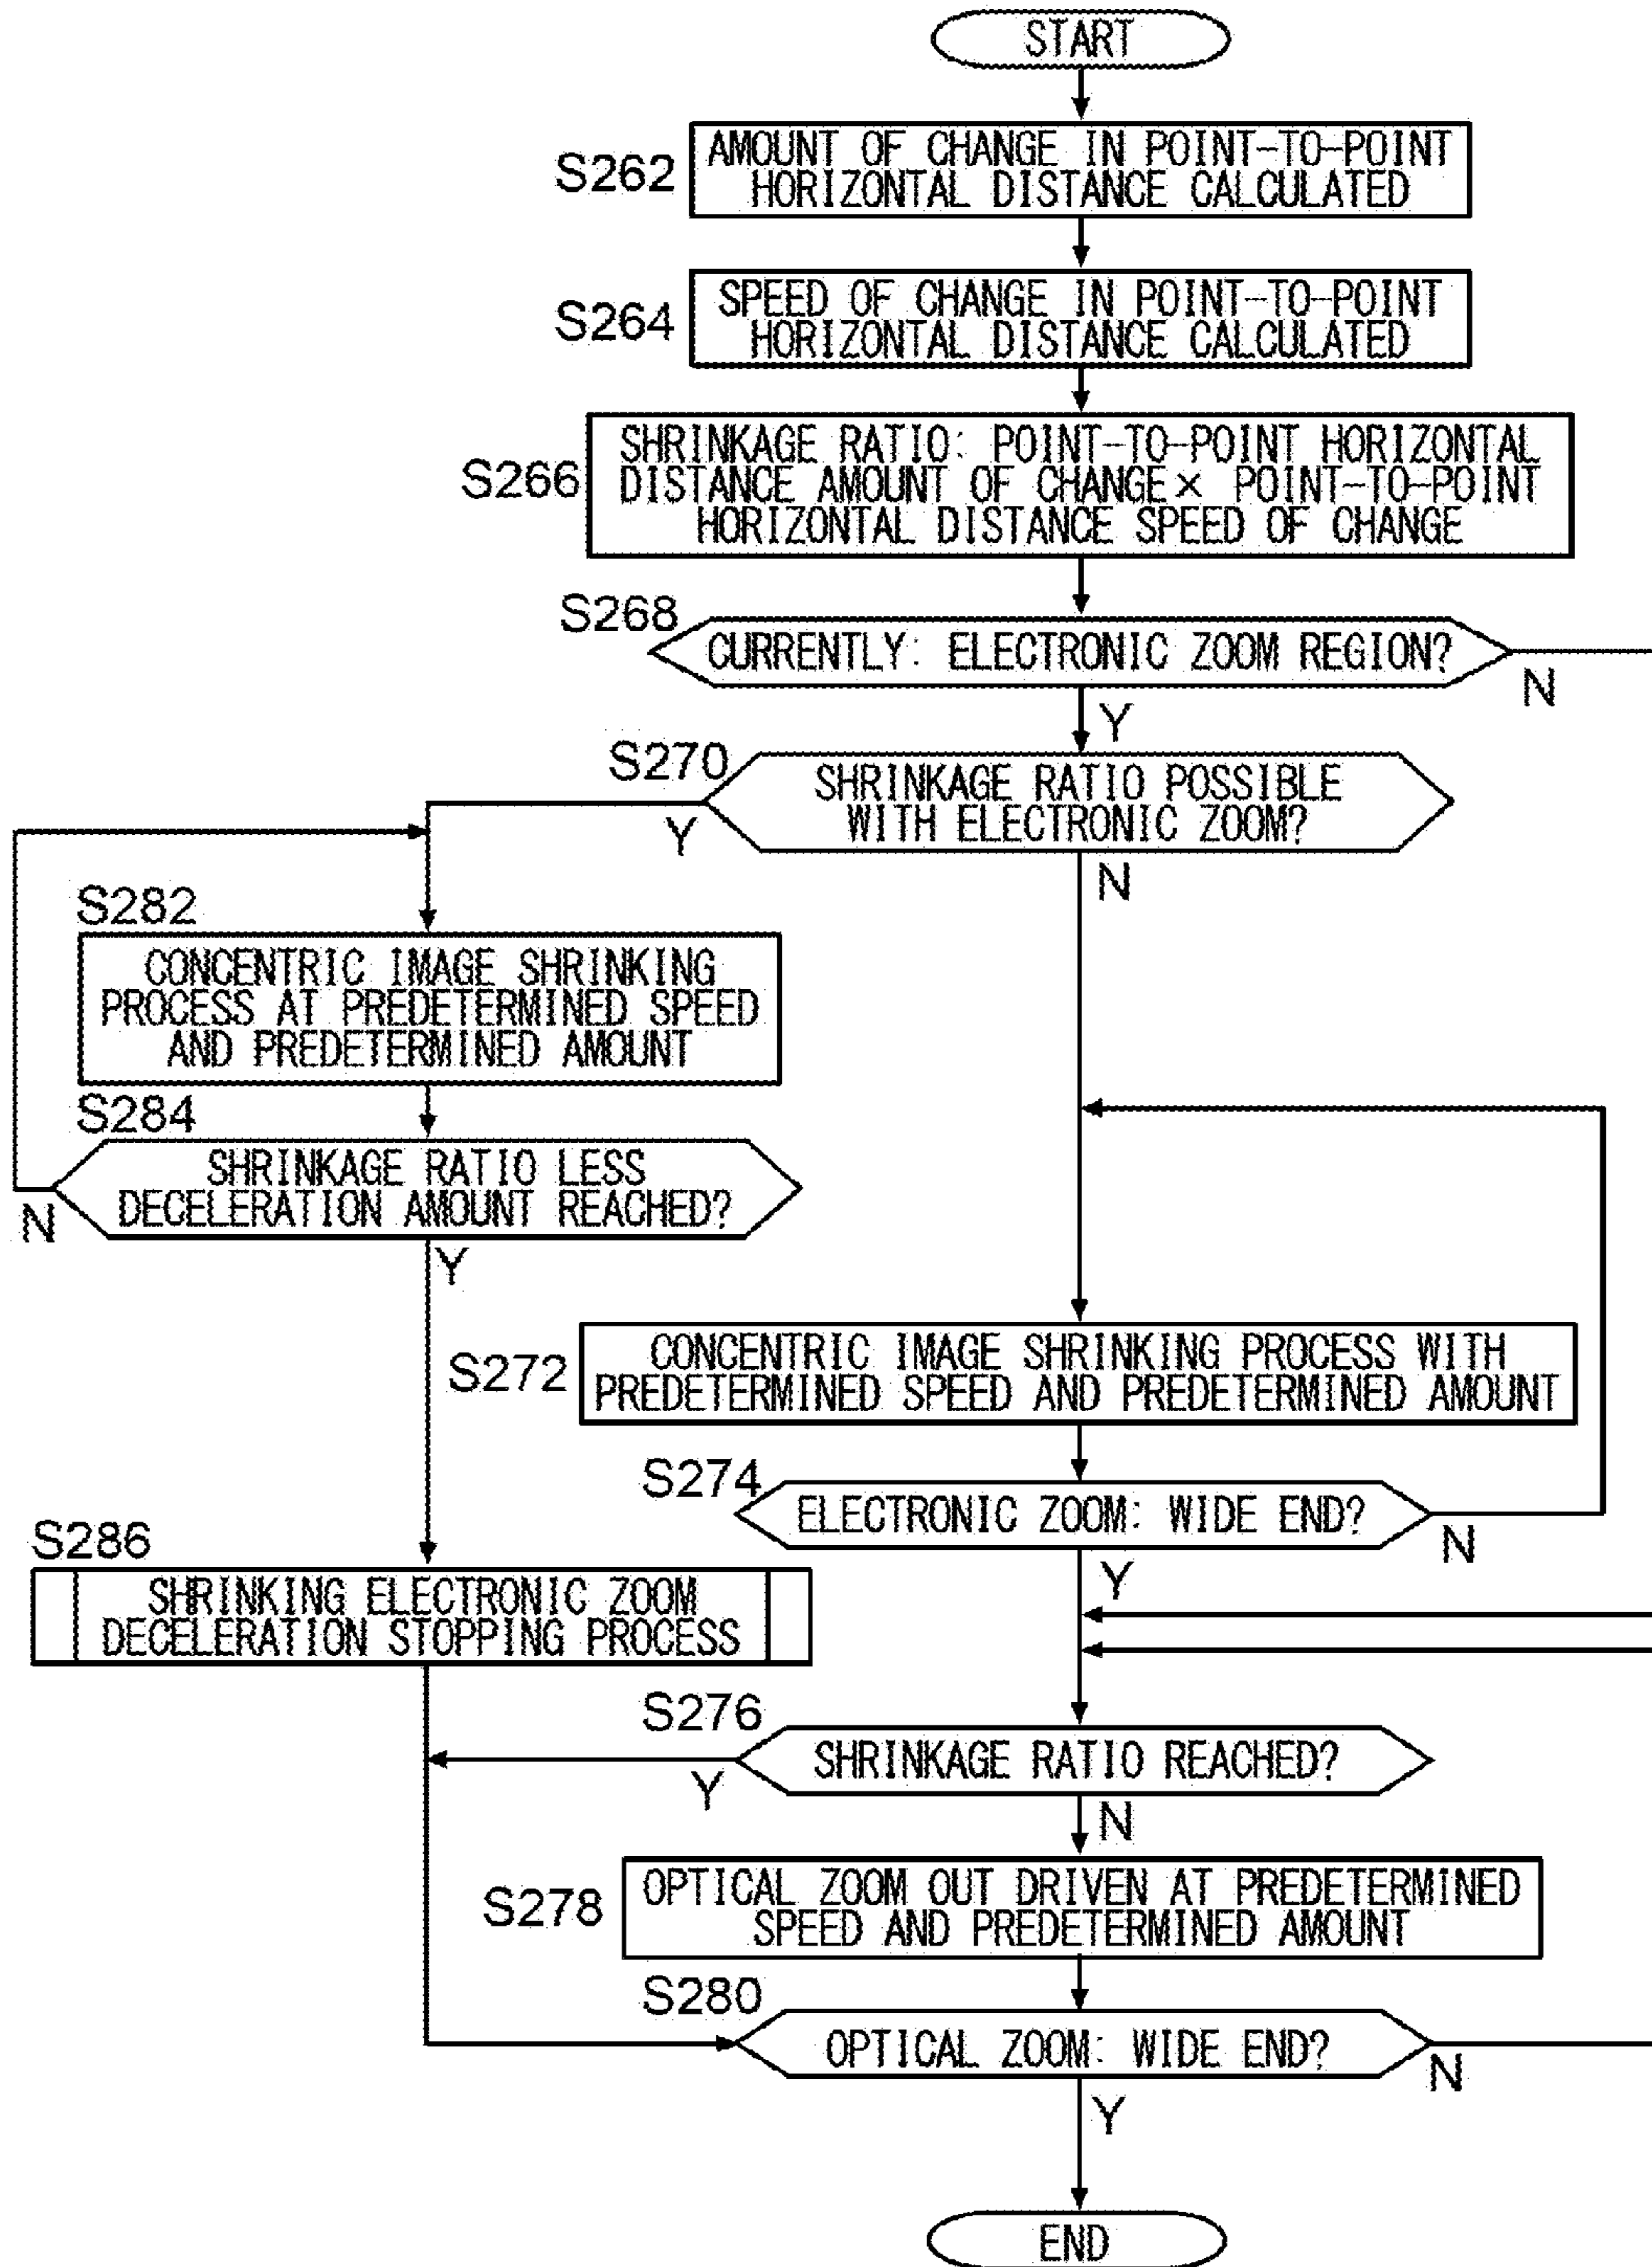 START
S262
AMOUNT OF CHANGE IN POINT-TO-POINT
HORIZONTAL DISTANCE CALCULATED
S264
SPEED OF CHANGE IN POINT-TO-POINT
HORIZONTAL DISTANCE CALCULATED
S266
SHRINKAGE RATIO: POINT-TO-POINT HORIZONTAL
DISTANCE AMOUNT OF CHANGE× POINT-TO-POINT
HORIZONTAL DISTANCE SPEED OF CHANGE
S268
CURRENTLY: ELECTRONIC ZOOM REGION?
N
Y
S270
SHRINKAGE RATIO POSSIBLE
WITH ELECTRONIC ZOOM?
Y
N
S282
CONCENTRIC IMAGE SHRINKING
PROCESS AT PREDETERMINED SPEED
AND PREDETERMINED AMOUNT
S284
SHRINKAGE RATIO LESS
DECELERATION AMOUNT REACHED?
N
Y
S272
CONCENTRIC IMAGE SHRINKING PROCESS WITH
PREDETERMINED SPEED AND PREDETERMINED AMOUNT
S274
ELECTRONIC ZOOM: WIDE END?
N
Y
S286
SHRINKING ELECTRONIC ZOOM
DECELERATION STOPPING PROCESS
S276
SHRINKAGE RATIO REACHED?
Y
N
S278
OPTICAL ZOOM OUT DRIVEN AT PREDETERMINED
SPEED AND PREDETERMINED AMOUNT
S280
OPTICAL ZOOM: WIDE END?
N
Y
END